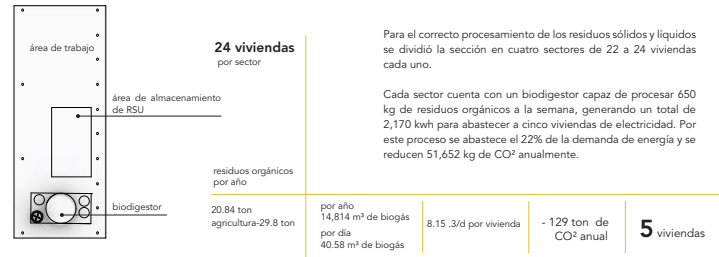 área de trabajo
área de almacenamiento
de RSU
biodigestor
24 viviendas
por sector
Para el correcto procesamiento de los residuos sólidos y líquidos
se dividió la sección en cuatro sectores de 22 a 24 viviendas
cada uno.
Cada sector cuenta con un biodigestor capaz de procesar 650
kg de residuos orgánicos a la semana, generando un total de
2,170 kwh para abastecer a cinco viviendas de electricidad. Por
este proceso se abastece el 22% de la demanda de energía y se
reducen 51,652 kg de CO² anualmente.
residuos orgánicos
por año
20.84 ton
agricultura-29.8 ton
por año
14,814 m³ de biogás
por día
40.58 m³ de biogás
8.15 .3/d por vivienda
- 129 ton de
CO² anual
5 viviendas